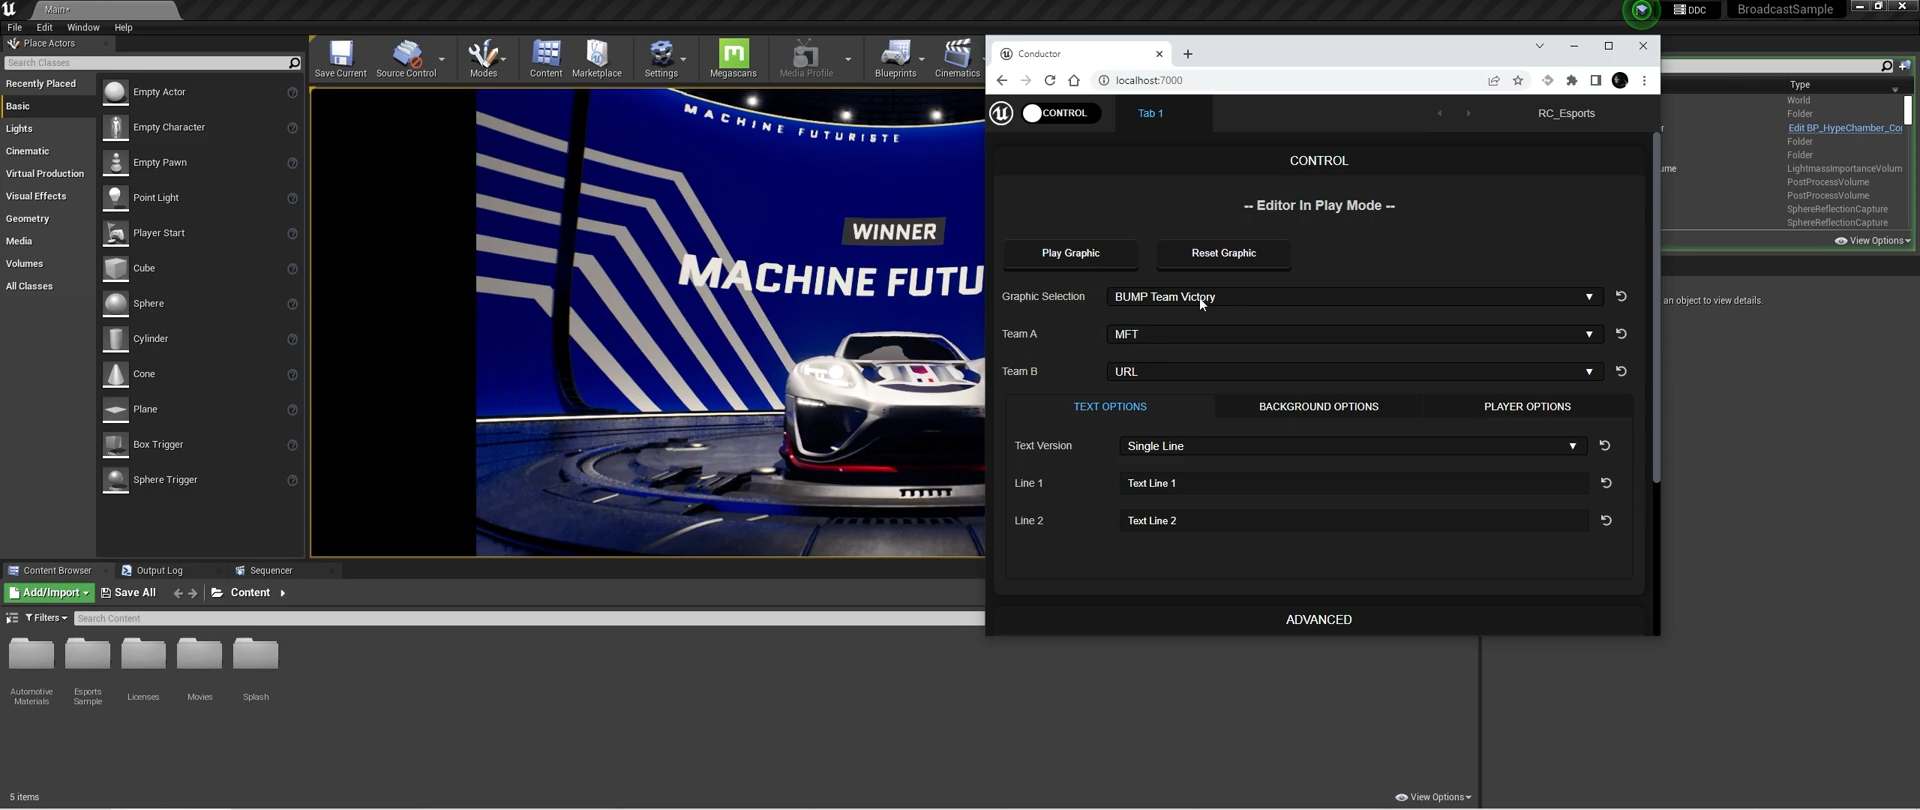 Main*
DDC
BroadcastSample
File Edit Window Help
Place Actors
Search Classes
Recently Placed
Basic
Lights
Cinematic
Virtual Production
Visual Effects
Geometry
Media
Volumes
All Classes
Empty Actor
Empty Character
Empty Pawn
Point Light
Player Start
Cube
Sphere
Cylinder
Cone
Plane
Box Trigger
Sphere Trigger
Save Current
Source Control
Modes
Content
Marketplace
Settings
Megascans
Media Profile
Blueprints
Cinematics
MACHINE FUTURISTE
WINNER
MACHINE FUTU
Conductor
localhost:7000
CONTROL
Tab 1
RC_Esports
CONTROL
-- Editor In Play Mode --
Play Graphic
Reset Graphic
Graphic Selection
BUMP Team Victory
Team A
MFT
Team B
URL
TEXT OPTIONS
BACKGROUND OPTIONS
PLAYER OPTIONS
Text Version
Single Line
Line 1
Text Line 1
Line 2
Text Line 2
ADVANCED
Type
World
Folder
Edit BP_HypeChamber_Co
Folder
Folder
ume
LightmassImportanceVolum
PostProcessVolume
PostProcessVolume
SphereReflectionCapture
SphereReflectionCapture
View Options
an object to view details.
Content Browser
Output Log
Sequencer
Add/Import
Save All
Content
Filters
Search Content
Automotive
Materials
Esports
Sample
Licenses
Movies
Splash
5 items
View Options